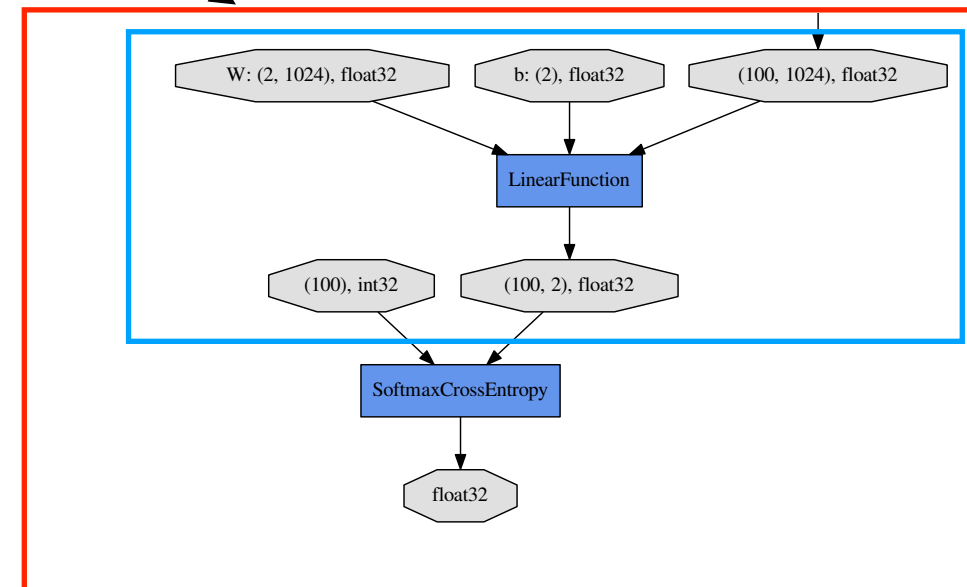 W: (2, 1024), float32
b: (2), float32
(100, 1024), float32
LinearFunction
(100), int32
(100, 2), float32
SoftmaxCrossEntropy
float32